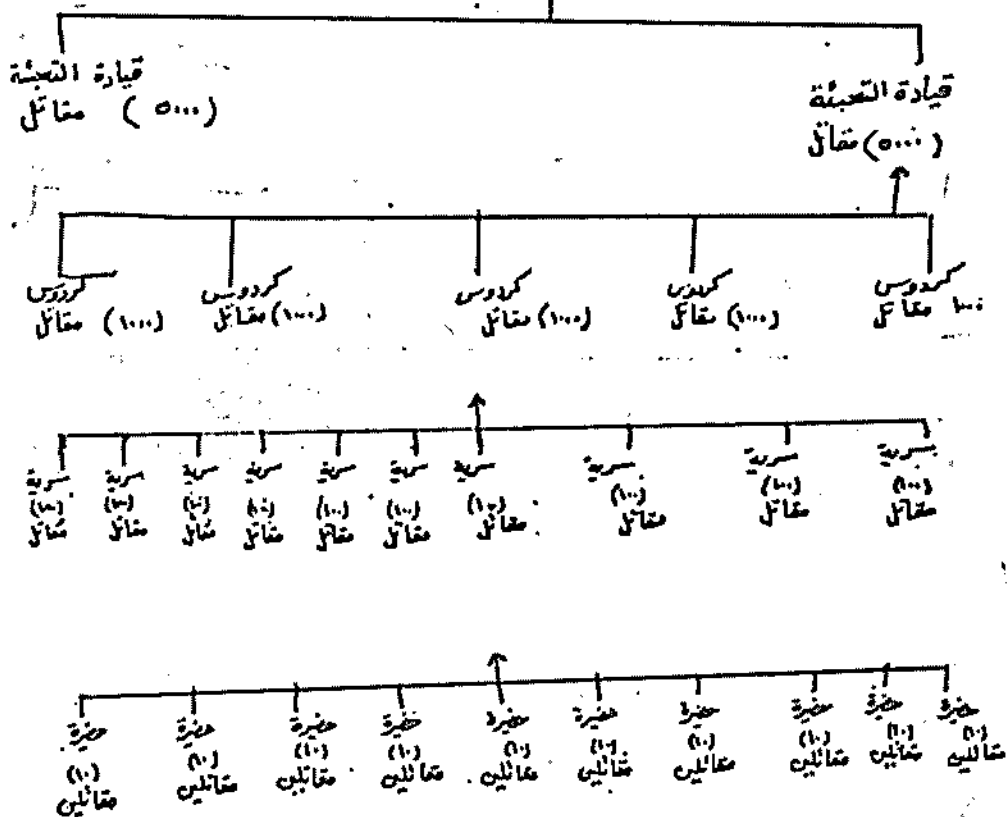 قيادة التعبئة
(٥٠٠٠) مقاتل
قيادة التعبئة
(٥٠٠٠) مقاتل
كردوس
١٠٠٠ مقاتل
كردوس
(١٠٠٠) مقاتل
كردوس
(١٠٠٠) مقاتل
كردوس
(١٠٠٠) مقاتل
كردوس
(١٠٠٠) مقاتل
سرية
(١٠٠)
مقاتل
سرية
(١٠٠)
مقاتل
سرية
(١٠٠)
مقاتل
سرية
(١٠٠)
مقاتل
سرية
(١٠٠)
مقاتل
سرية
(١٠٠)
مقاتل
سرية
(١٠٠)
مقاتل
سرية
(١٠٠)
مقاتل
سرية
(١٠٠)
مقاتل
سرية
(١٠٠)
مقاتل
حضيرة
(١٠)
مقاتلين
حضيرة
(١٠)
مقاتلين
حضيرة
(١٠)
مقاتلين
حضيرة
(١٠)
مقاتلين
حضيرة
(١٠)
مقاتلين
حضيرة
(١٠)
مقاتلين
حضيرة
(١٠)
مقاتلين
حضيرة
(١٠)
مقاتلين
حضيرة
(١٠)
مقاتلين
حضيرة
(١٠)
مقاتلين